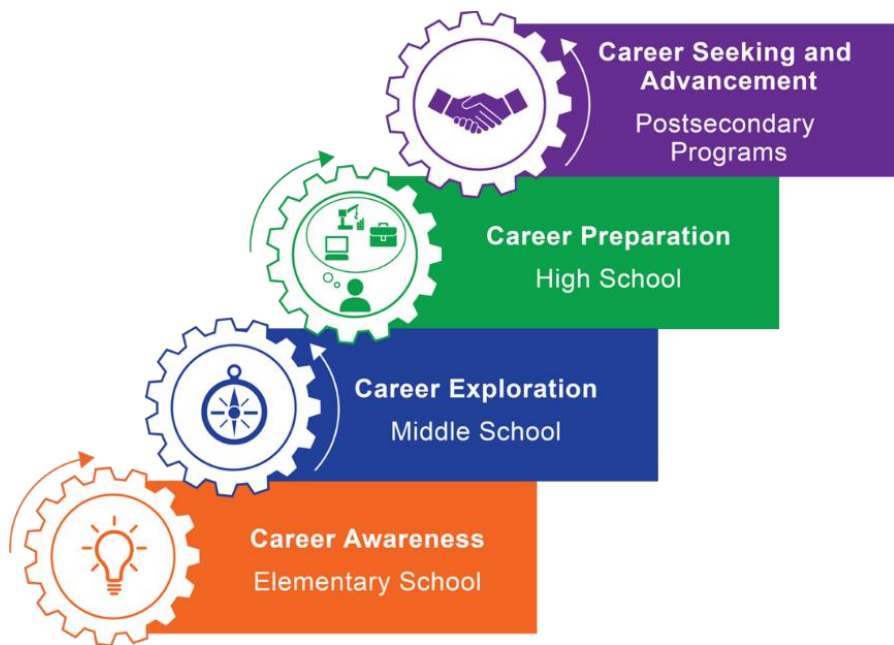 Career Seeking and
Advancement
Postsecondary
Programs
Career Preparation
High School
Career Exploration
Middle School
Career Awareness
Elementary School